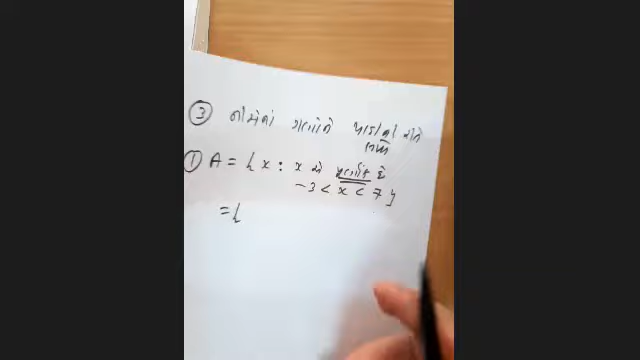 ③ નીચેના ગણોને યાદીની રીતે
લખો
① A = { x : x એ પૂર્ણાંક છે
-3 < x < 7 }
= {